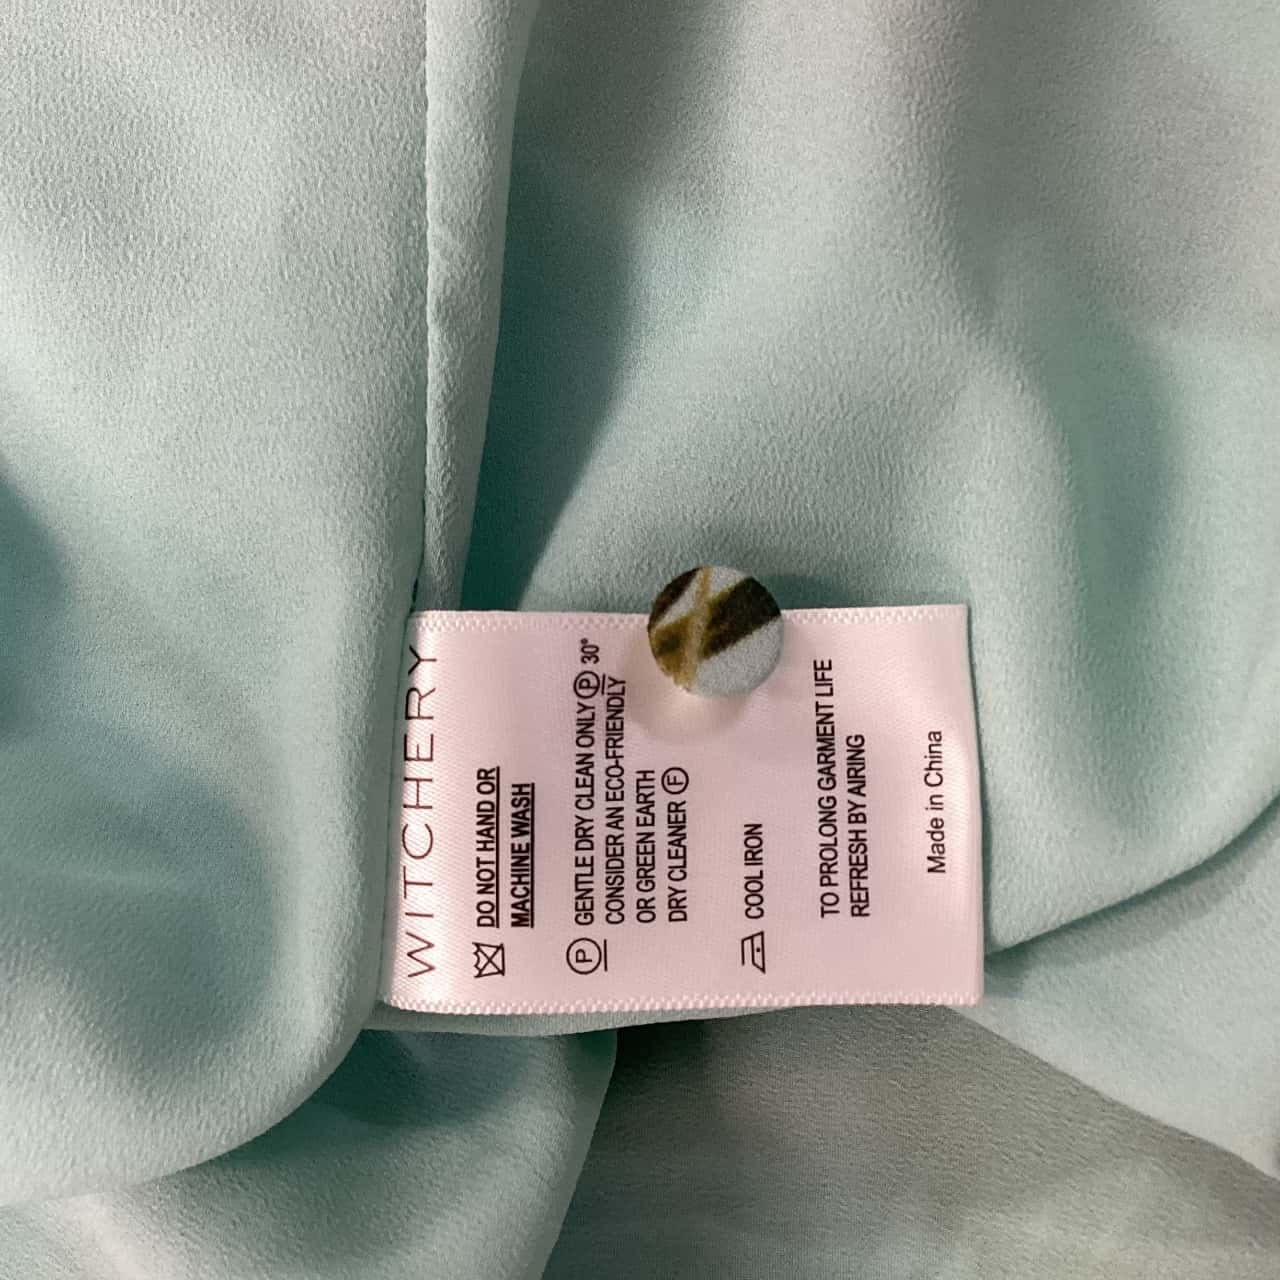 WITCHERY
DO NOT HAND OR
MACHINE WASH
P GENTLE DRY CLEAN ONLY P 30°
CONSIDER AN ECO-FRIENDLY
OR GREEN EARTH
DRY CLEANER F
COOL IRON
TO PROLONG GARMENT LIFE
REFRESH BY AIRING
Made in China